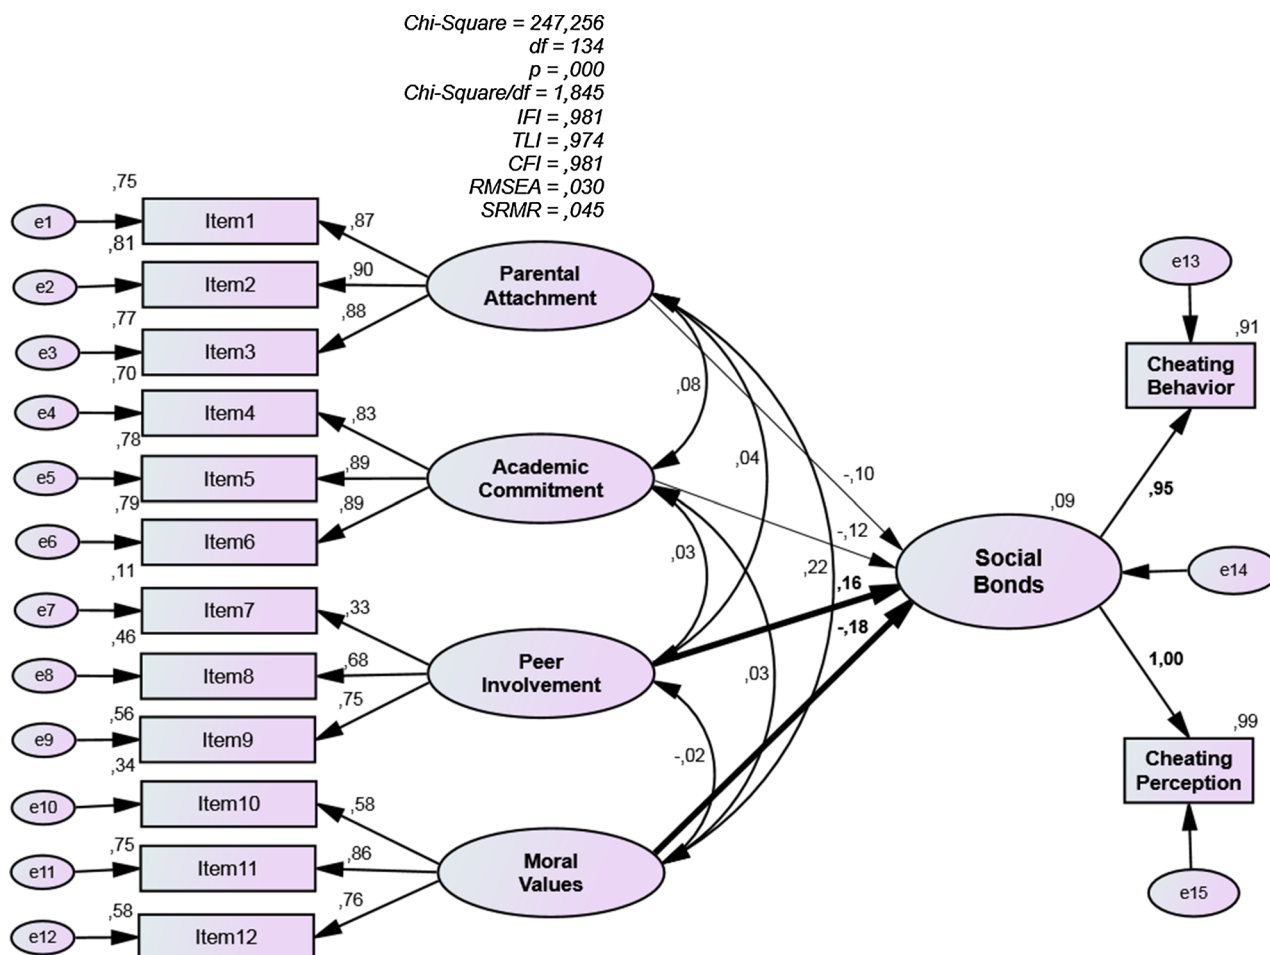 Chi-Square = 247,256
df = 134
p = ,000
Chi-Square/df = 1,845
IFI = ,981
TLI = ,974
CFI = ,981
RMSEA = ,030
SRMR = ,045
,75
e1
Item1
,87
,81
e2
Item2
,90
,77
e3
Item3
,88
,70
e4
Item4
,83
,78
e5
Item5
,89
,79
e6
Item6
,89
,11
e7
Item7
,33
,46
e8
Item8
,68
,56
e9
Item9
,75
,34
e10
Item10
,58
,75
e11
Item11
,86
,58
e12
Item12
,76
Parental
Attachment
Academic
Commitment
Peer
Involvement
Moral
Values
,08
,04
-,10
-,12
,03
,22
,16
-,18
,03
-,02
,09
Social
Bonds
e14
e13
,91
Cheating
Behavior
,95
1,00
,99
Cheating
Perception
e15